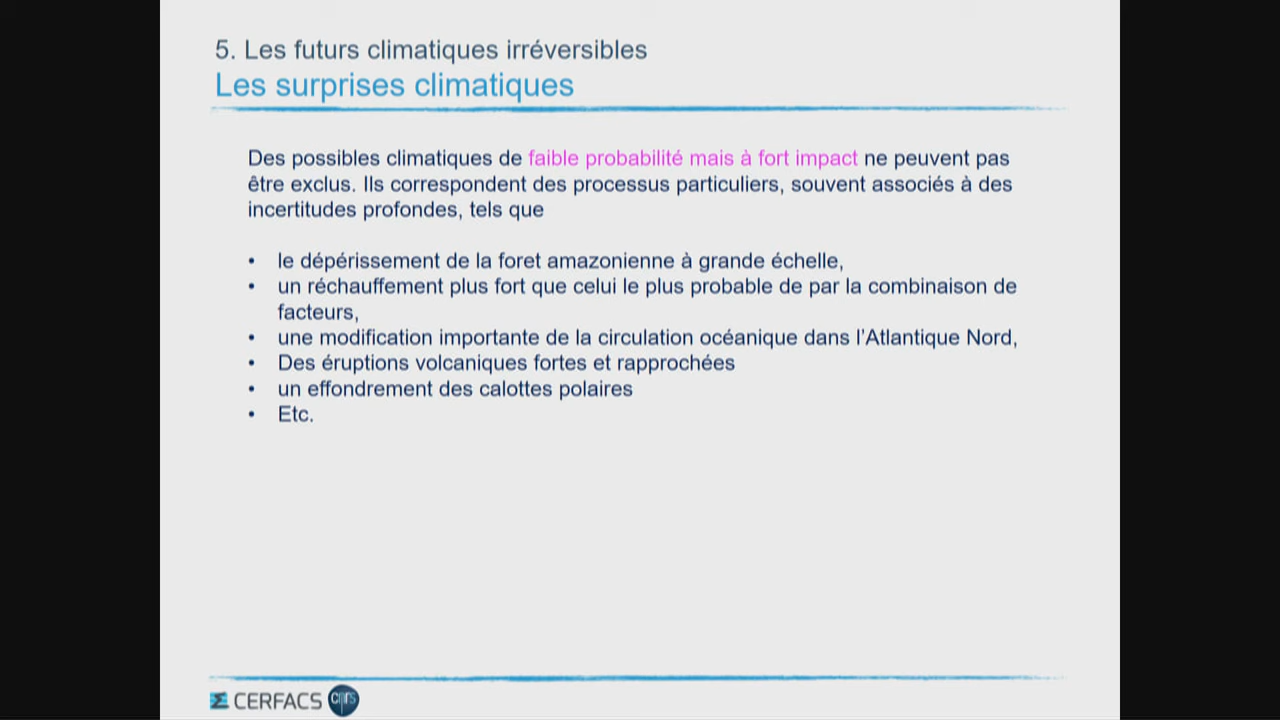 5. Les futurs climatiques irréversibles
Les surprises climatiques
Des possibles climatiques de faible probabilité mais à fort impact ne peuvent pas
être exclus. Ils correspondent des processus particuliers, souvent associés à des
incertitudes profondes, tels que
• le dépérissement de la foret amazonienne à grande échelle,
• un réchauffement plus fort que celui le plus probable de par la combinaison de
facteurs,
• une modification importante de la circulation océanique dans l'Atlantique Nord,
• Des éruptions volcaniques fortes et rapprochées
• un effondrement des calottes polaires
• Etc.
CERFACS cnrs